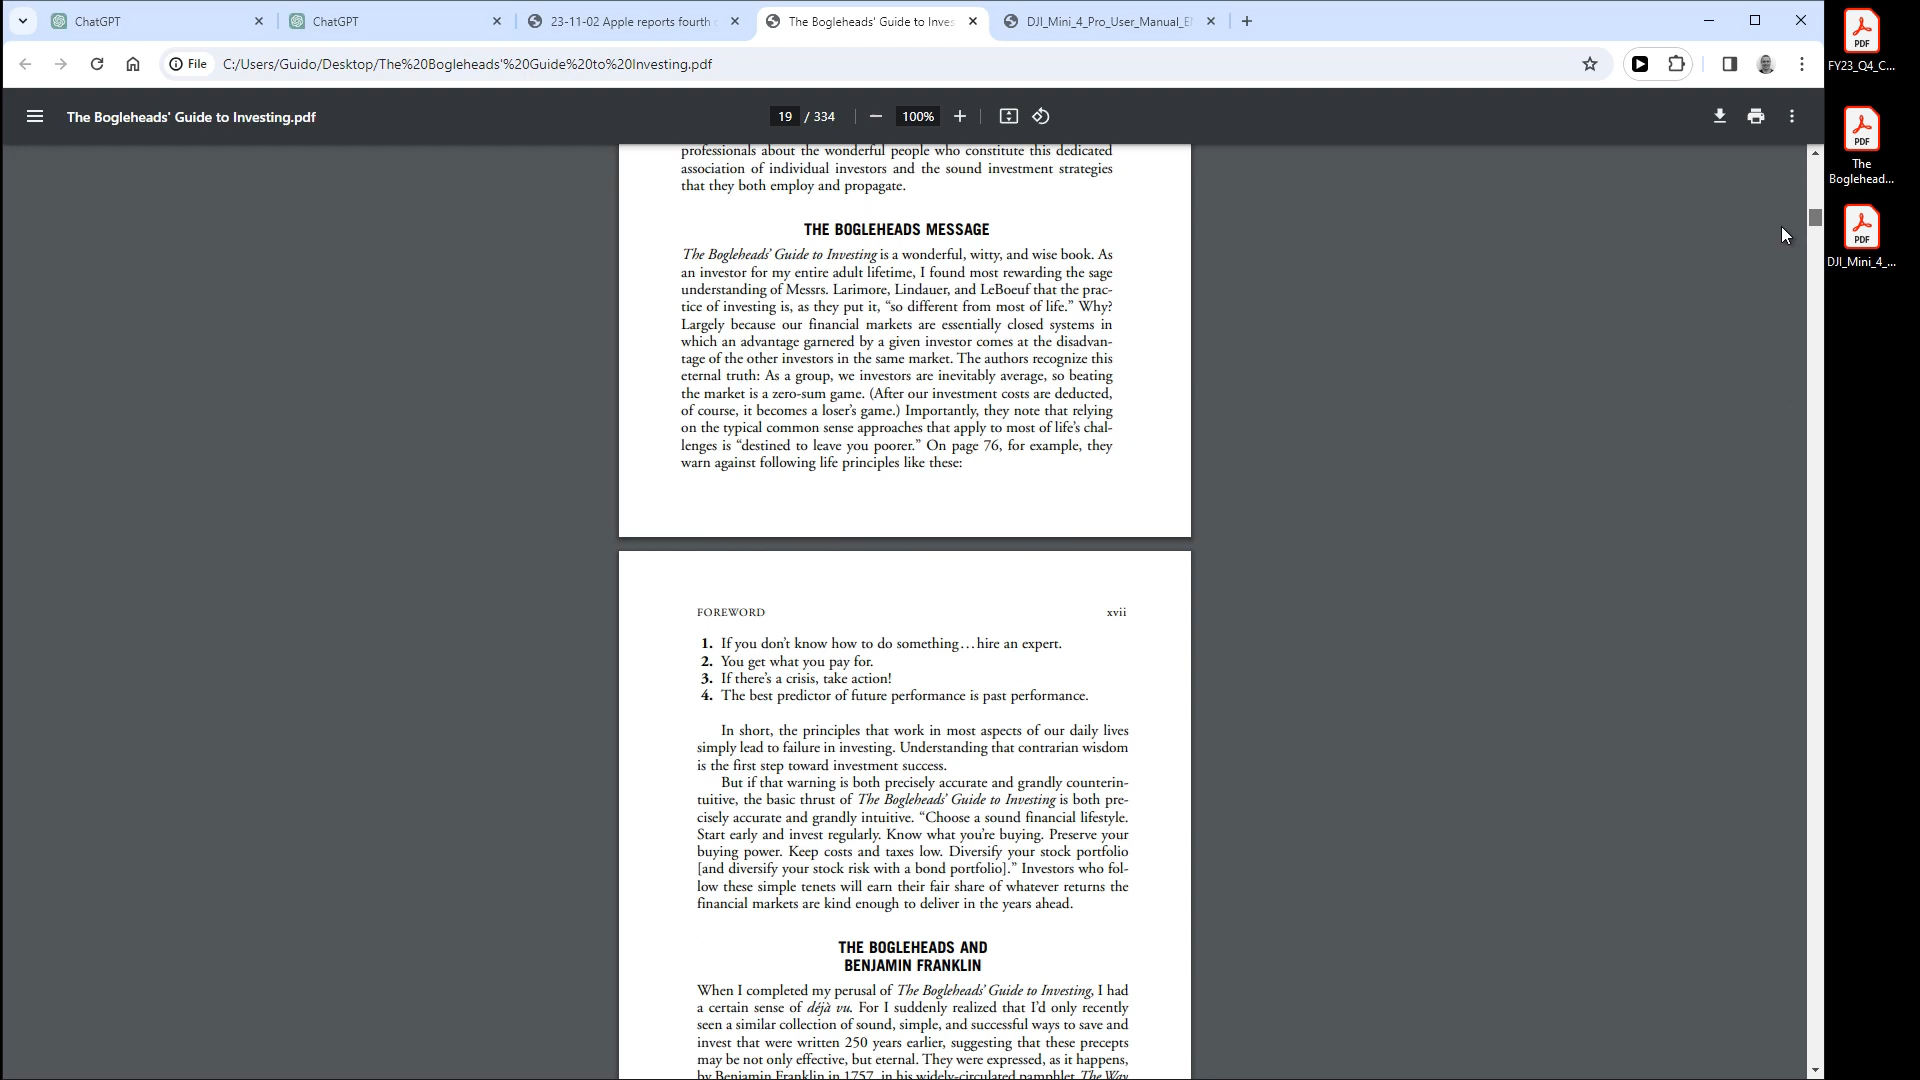 ChatGPT
ChatGPT
23-11-02 Apple reports fourth
The Bogleheads' Guide to Inves
DJI_Mini_4_Pro_User_Manual_E
File
C:/Users/Guido/Desktop/The%20Bogleheads'%20Guide%20to%20Investing.pdf
The Bogleheads' Guide to Investing.pdf
19 / 334
100%
professionals about the wonderful people who constitute this dedicated
association of individual investors and the sound investment strategies
that they both employ and propagate.
THE BOGLEHEADS MESSAGE
The Bogleheads' Guide to Investing is a wonderful, witty, and wise book. As
an investor for my entire adult lifetime, I found most rewarding the sage
understanding of Messrs. Larimore, Lindauer, and LeBoeuf that the prac-
tice of investing is, as they put it, “so different from most of life.” Why?
Largely because our financial markets are essentially closed systems in
which an advantage garnered by a given investor comes at the disadvan-
tage of the other investors in the same market. The authors recognize this
eternal truth: As a group, we investors are inevitably average, so beating
the market is a zero-sum game. (After our investment costs are deducted,
of course, it becomes a loser's game.) Importantly, they note that relying
on the typical common sense approaches that apply to most of life's chal-
lenges is “destined to leave you poorer.” On page 76, for example, they
warn against following life principles like these:
FOREWORD xvii
1. If you don't know how to do something…hire an expert.
2. You get what you pay for.
3. If there's a crisis, take action!
4. The best predictor of future performance is past performance.
In short, the principles that work in most aspects of our daily lives
simply lead to failure in investing. Understanding that contrarian wisdom
is the first step toward investment success.
But if that warning is both precisely accurate and grandly counterin-
tuitive, the basic thrust of The Bogleheads' Guide to Investing is both pre-
cisely accurate and grandly intuitive. “Choose a sound financial lifestyle.
Start early and invest regularly. Know what you're buying. Preserve your
buying power. Keep costs and taxes low. Diversify your stock portfolio
[and diversify your stock risk with a bond portfolio].” Investors who fol-
low these simple tenets will earn their fair share of whatever returns the
financial markets are kind enough to deliver in the years ahead.
THE BOGLEHEADS AND
BENJAMIN FRANKLIN
When I completed my perusal of The Bogleheads' Guide to Investing, I had
a certain sense of déjà vu. For I suddenly realized that I'd only recently
seen a similar collection of sound, simple, and successful ways to save and
invest that were written 250 years earlier, suggesting that these precepts
may be not only effective, but eternal. They were expressed, as it happens,
by Benjamin Franklin in 1757, in his widely-circulated pamphlet, The Way
PDF
FY23_Q4_C...
PDF
The
Boglehead...
PDF
DJI_Mini_4_...